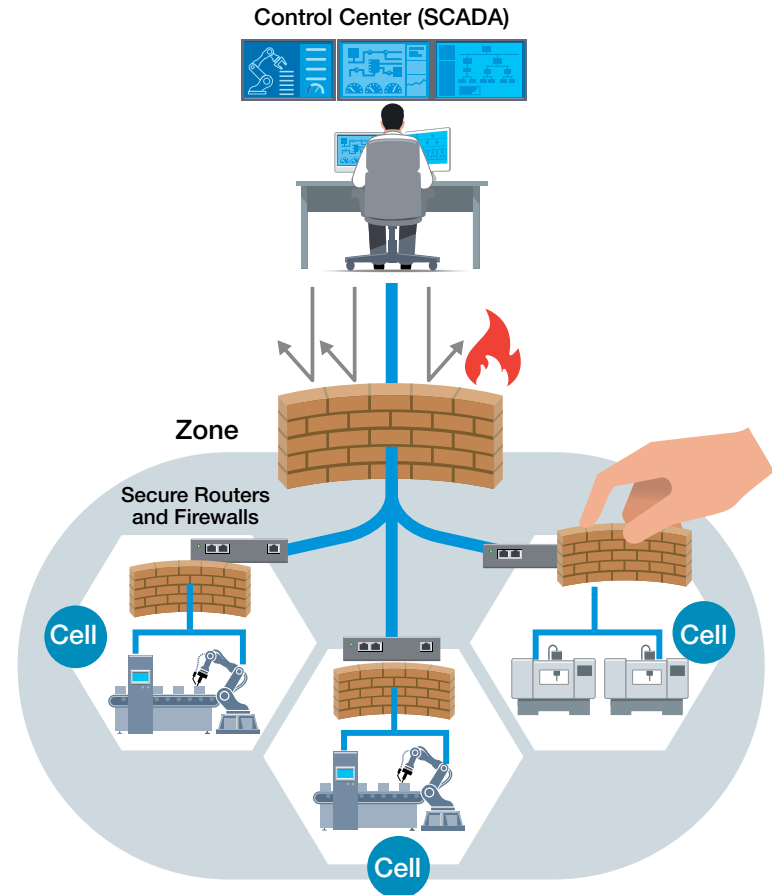 Control Center (SCADA)
Zone
Secure Routers
and Firewalls
Cell
Cell
Cell